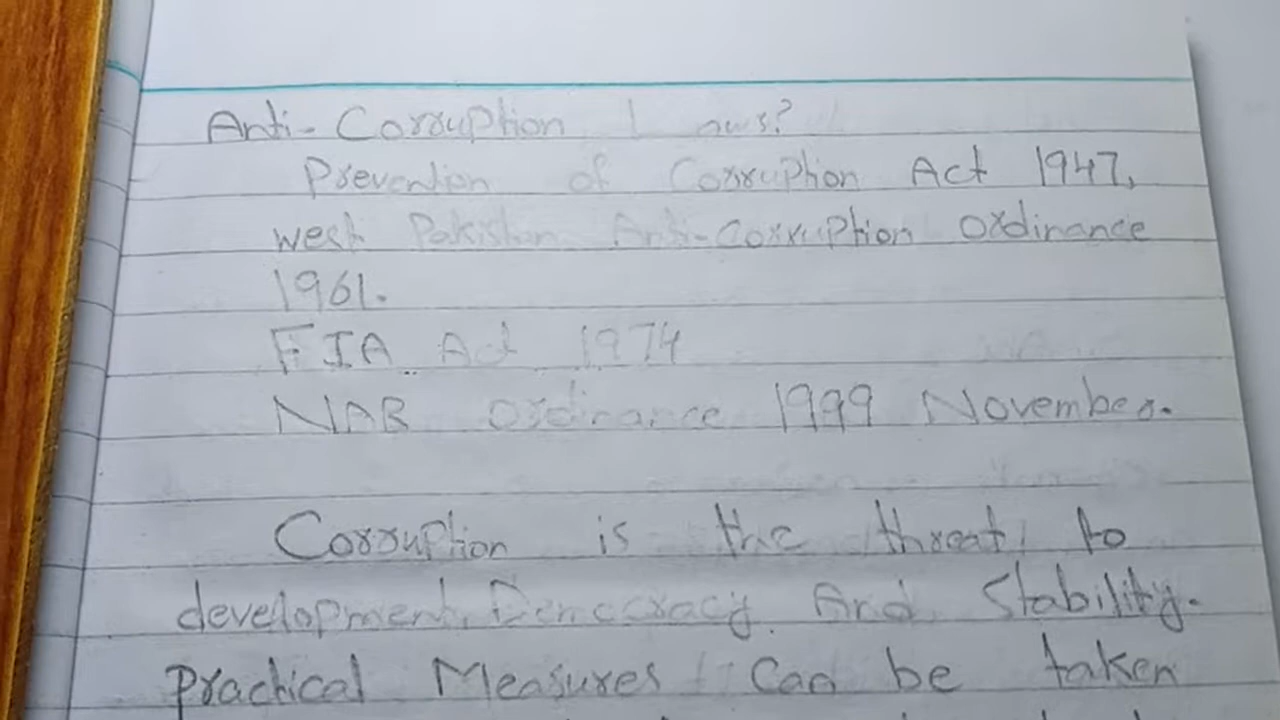 Anti-Corruption Laws?
Prevention of Corruption Act 1947,
west Pakistan Anti-Corruption Ordinance
1961.
FIA Act 1974
NAB Ordinance 1999 November.
Corruption is the threat to
development, Democracy And Stability.
Practical Measures Can be taken